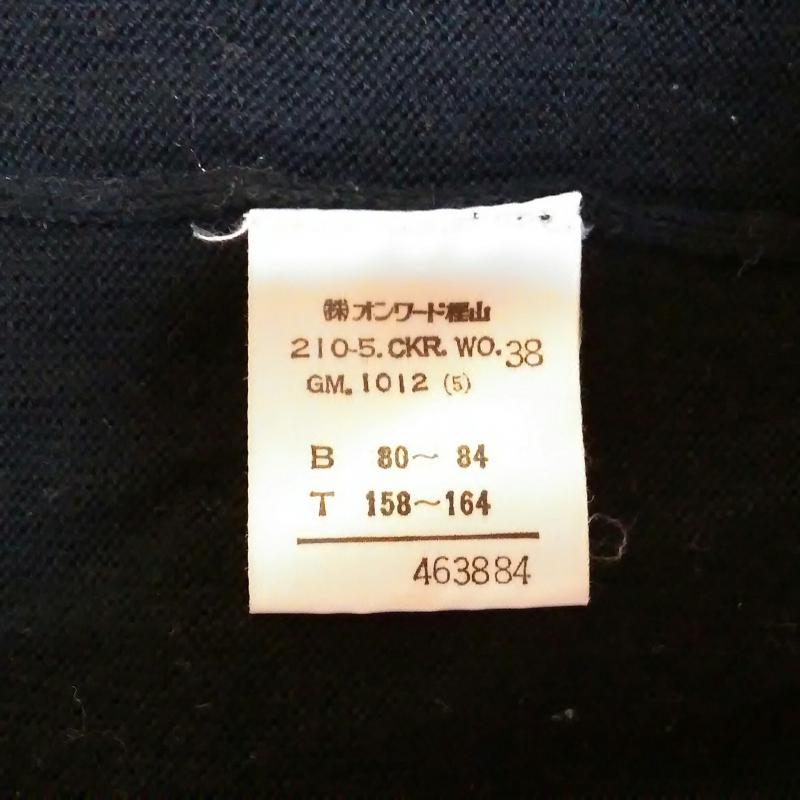 ㈱オンワード樫山
210-5.CKR.WO.38
GM.1012 (5)
B 80～84
T 158～164
463884